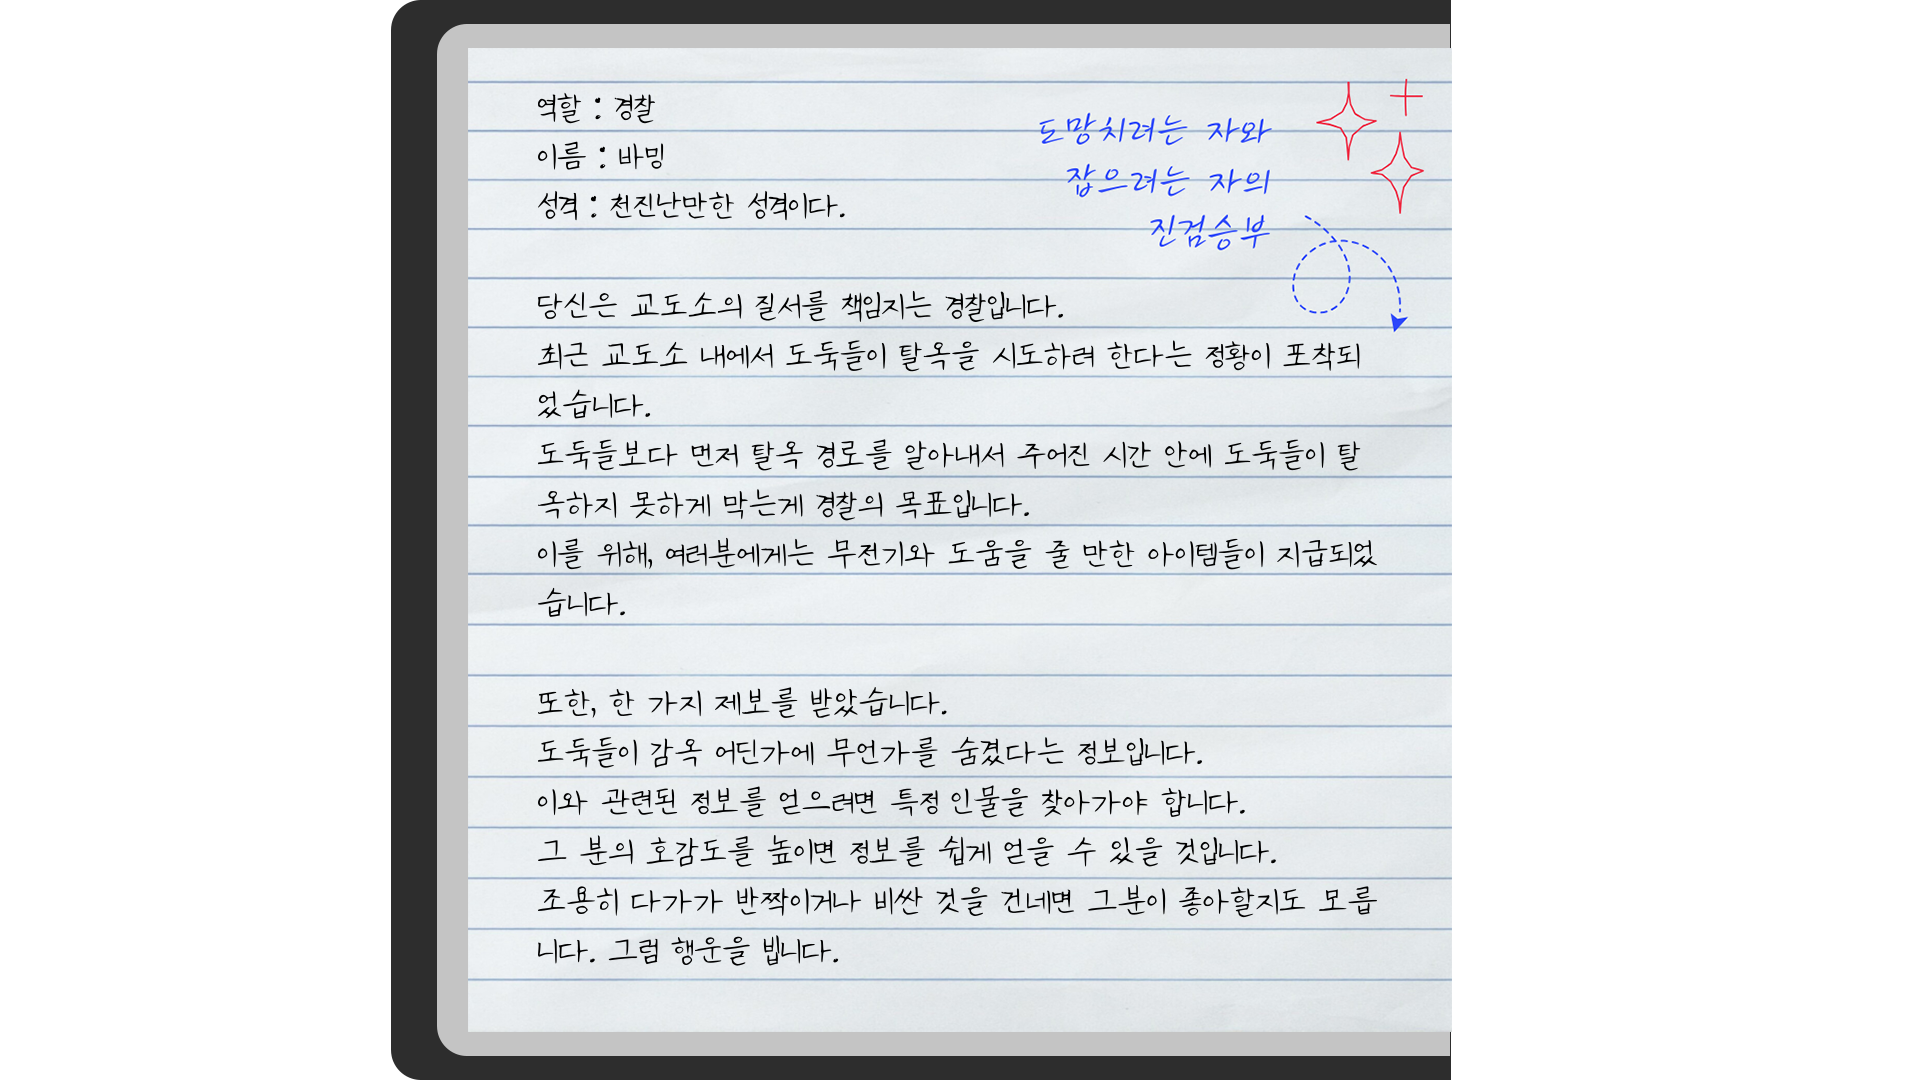 역할 : 경찰
이름 : 바밍
성격 : 천진난만한 성격이다.
도망치려는 자와
잡으려는 자의
진검승부
당신은 교도소의 질서를 책임지는 경찰입니다.
최근 교도소 내에서 도둑들이 탈옥을 시도하려 한다는 정황이 포착되
었습니다.
도둑들보다 먼저 탈옥 경로를 알아내서 주어진 시간 안에 도둑들이 탈
옥하지 못하게 막는게 경찰의 목표입니다.
이를 위해, 여러분에게는 무전기와 도움을 줄 만한 아이템들이 지급되었
습니다.
또한, 한 가지 제보를 받았습니다.
도둑들이 감옥 어딘가에 무언가를 숨겼다는 정보입니다.
이와 관련된 정보를 얻으려면 특정 인물을 찾아가야 합니다.
그 분의 호감도를 높이면 정보를 쉽게 얻을 수 있을 것입니다.
조용히 다가가 반짝이거나 비싼 것을 건네면 그분이 좋아할지도 모릅
니다. 그럼 행운을 빕니다.